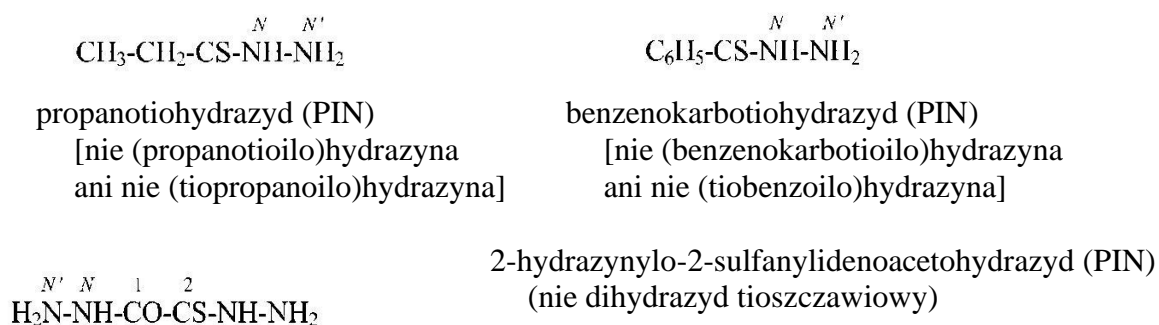 N N' N N'
CH3-CH2-CS-NH-NH2 C6H5-CS-NH-NH2
propanotiohydrazyd (PIN) benzenokarbotiohydrazyd (PIN)
[nie (propanotioilo)hydrazyna [nie (benzenokarbotioilo)hydrazyna
ani nie (tiopropanoilo)hydrazyna] ani nie (tiobenzoilo)hydrazyna]
2-hydrazynylo-2-sulfanylidenoacetohydrazyd (PIN)
N' N 1 2
(nie dihydrazyd tioszczawiowy)
H2N-NH-CO-CS-NH-NH2